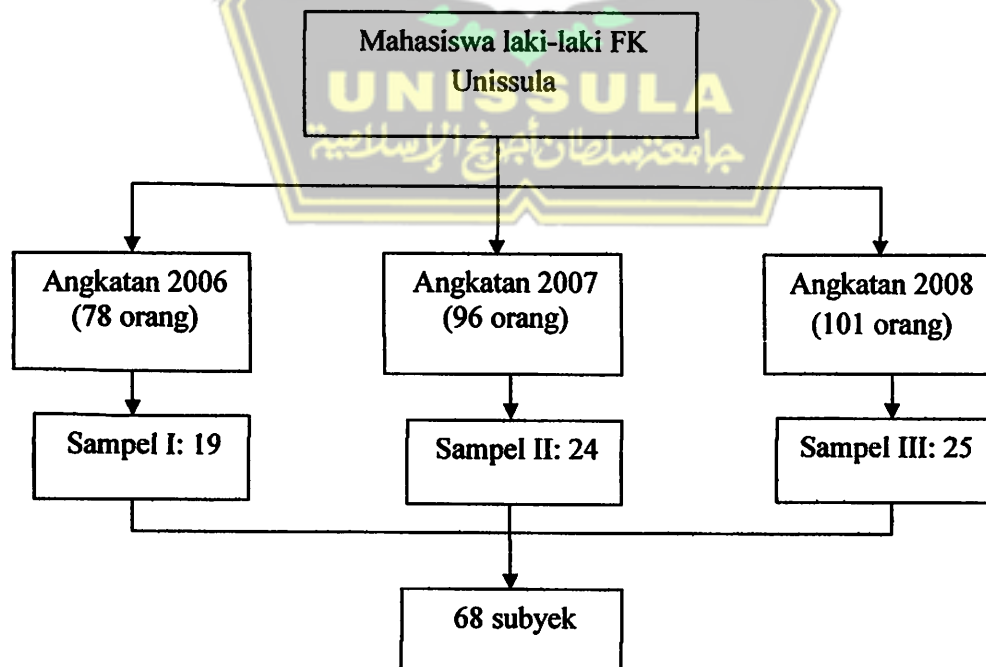 Mahasiswa laki-laki FK
Unissula
UNISSULA
جامعة سلطان أجونج الإسلامية
Angkatan 2006
(78 orang)
Angkatan 2007
(96 orang)
Angkatan 2008
(101 orang)
Sampel I: 19
Sampel II: 24
Sampel III: 25
68 subyek